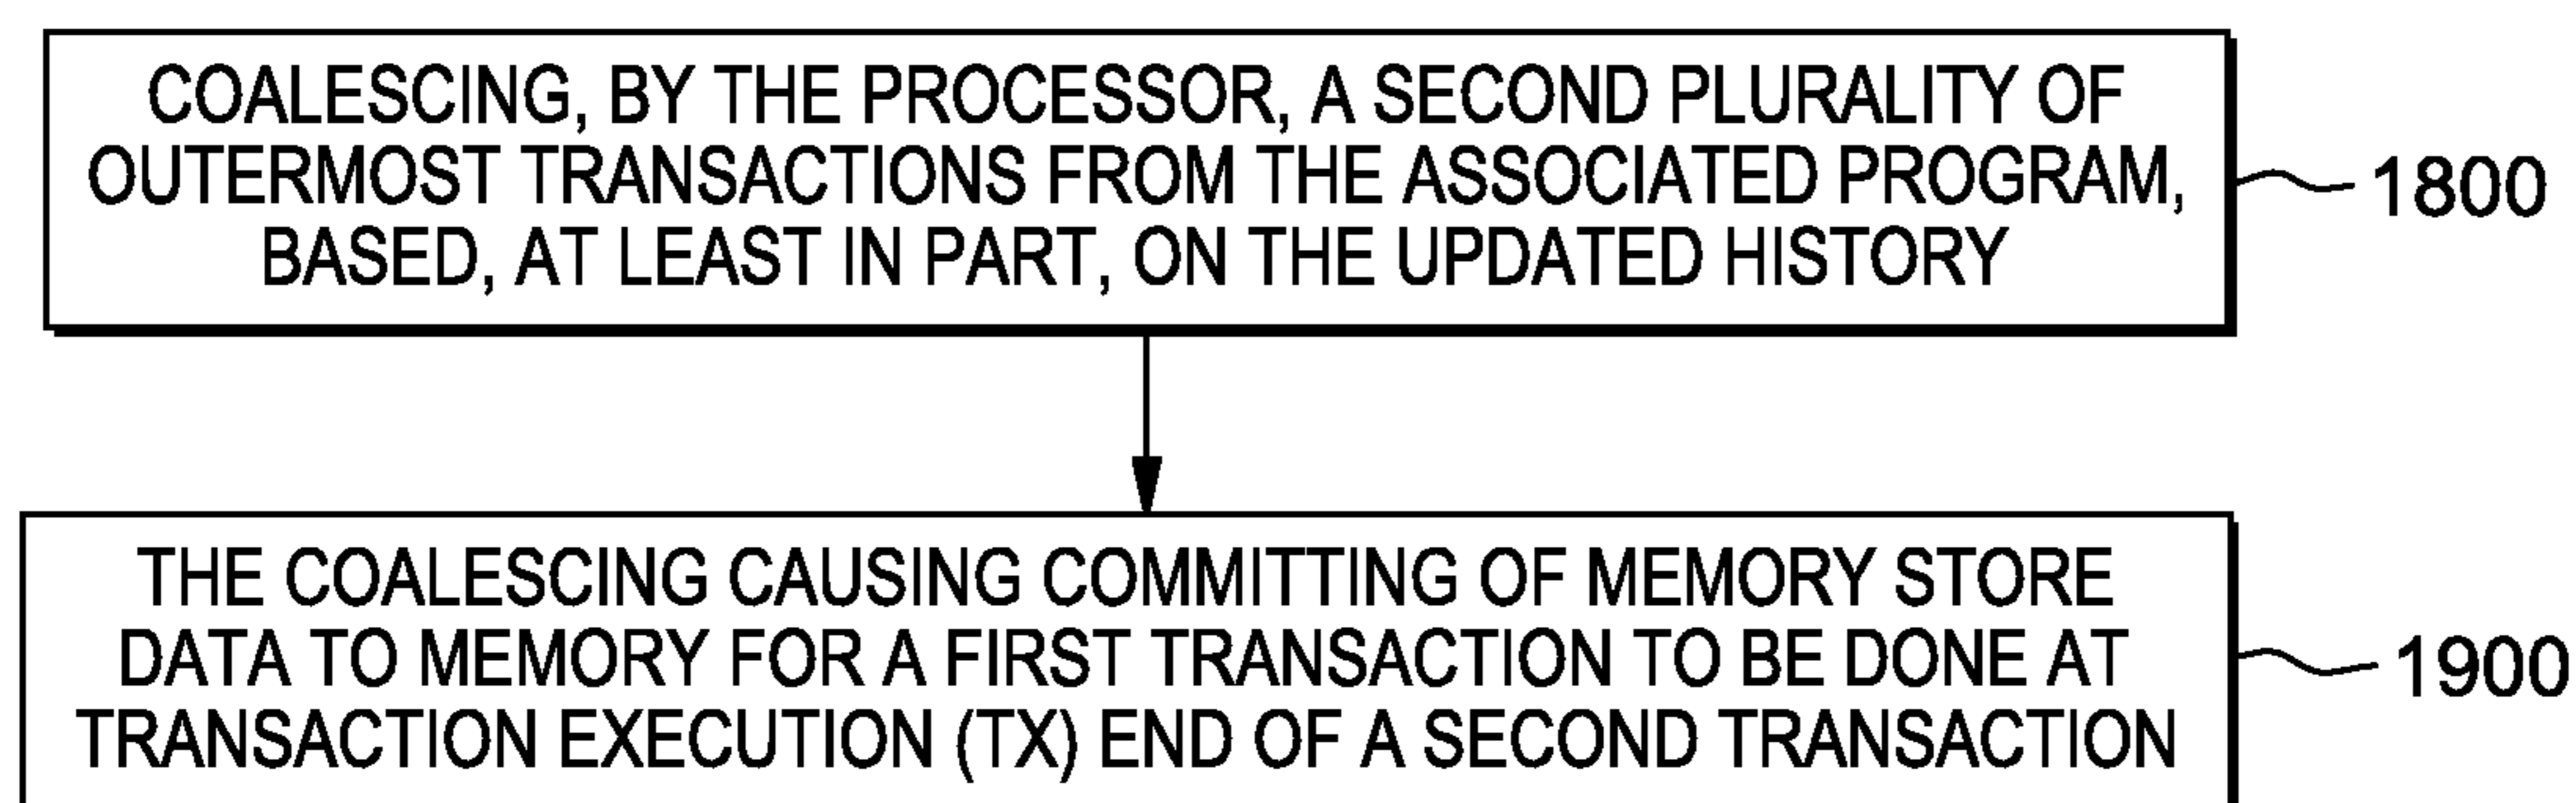 COALESCING, BY THE PROCESSOR, A SECOND PLURALITY OF
OUTERMOST TRANSACTIONS FROM THE ASSOCIATED PROGRAM,
BASED, AT LEAST IN PART, ON THE UPDATED HISTORY
1800
THE COALESCING CAUSING COMMITTING OF MEMORY STORE
DATA TO MEMORY FOR A FIRST TRANSACTION TO BE DONE AT
TRANSACTION EXECUTION (TX) END OF A SECOND TRANSACTION
1900